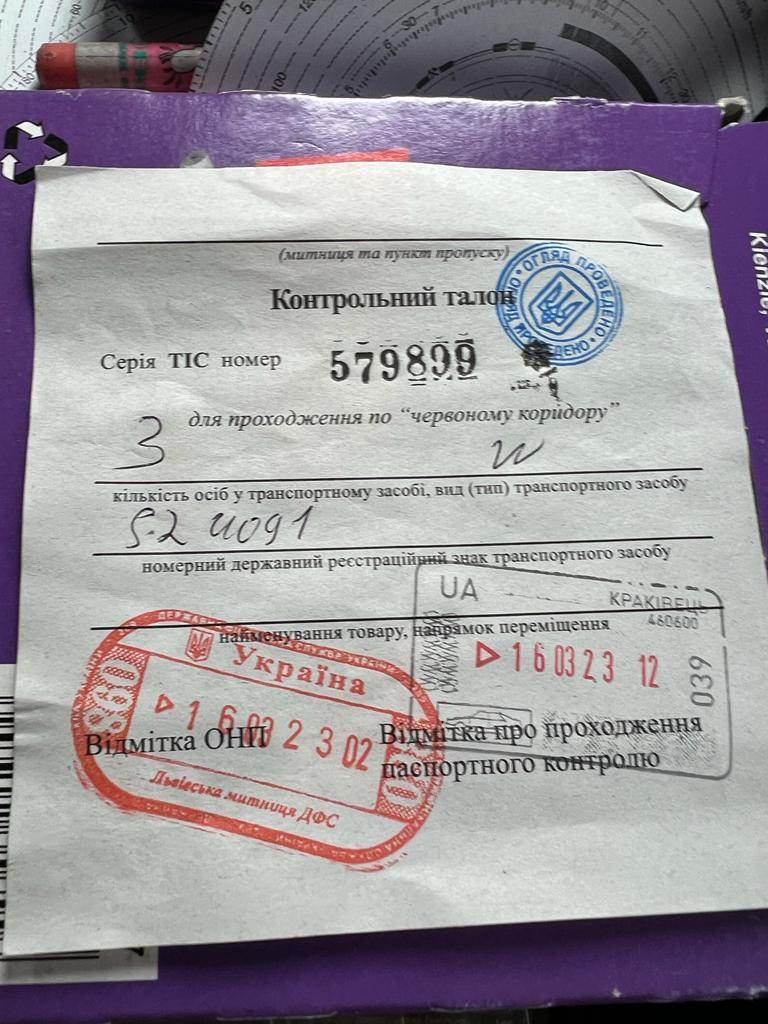 (митниця та пункт пропуску)
ОГЛЯД ПРОВЕДЕНО
Контрольний талон
Серія ТІС номер 579899
для проходження по “червоному коридору”
3
кількість осіб у транспортному засобі, вид (тип) транспортного засобу
номерний державний реєстраційний знак транспортного засобу
UA
КРАКІВЕЦЬ
460600
найменування товару, напрямок переміщення
Україна
16 03 23 12
039
16 03 23 02
Відмітка ОНП
Відмітка про проходження
паспортного контролю
Львівська митниця ДФС
Kienzle,